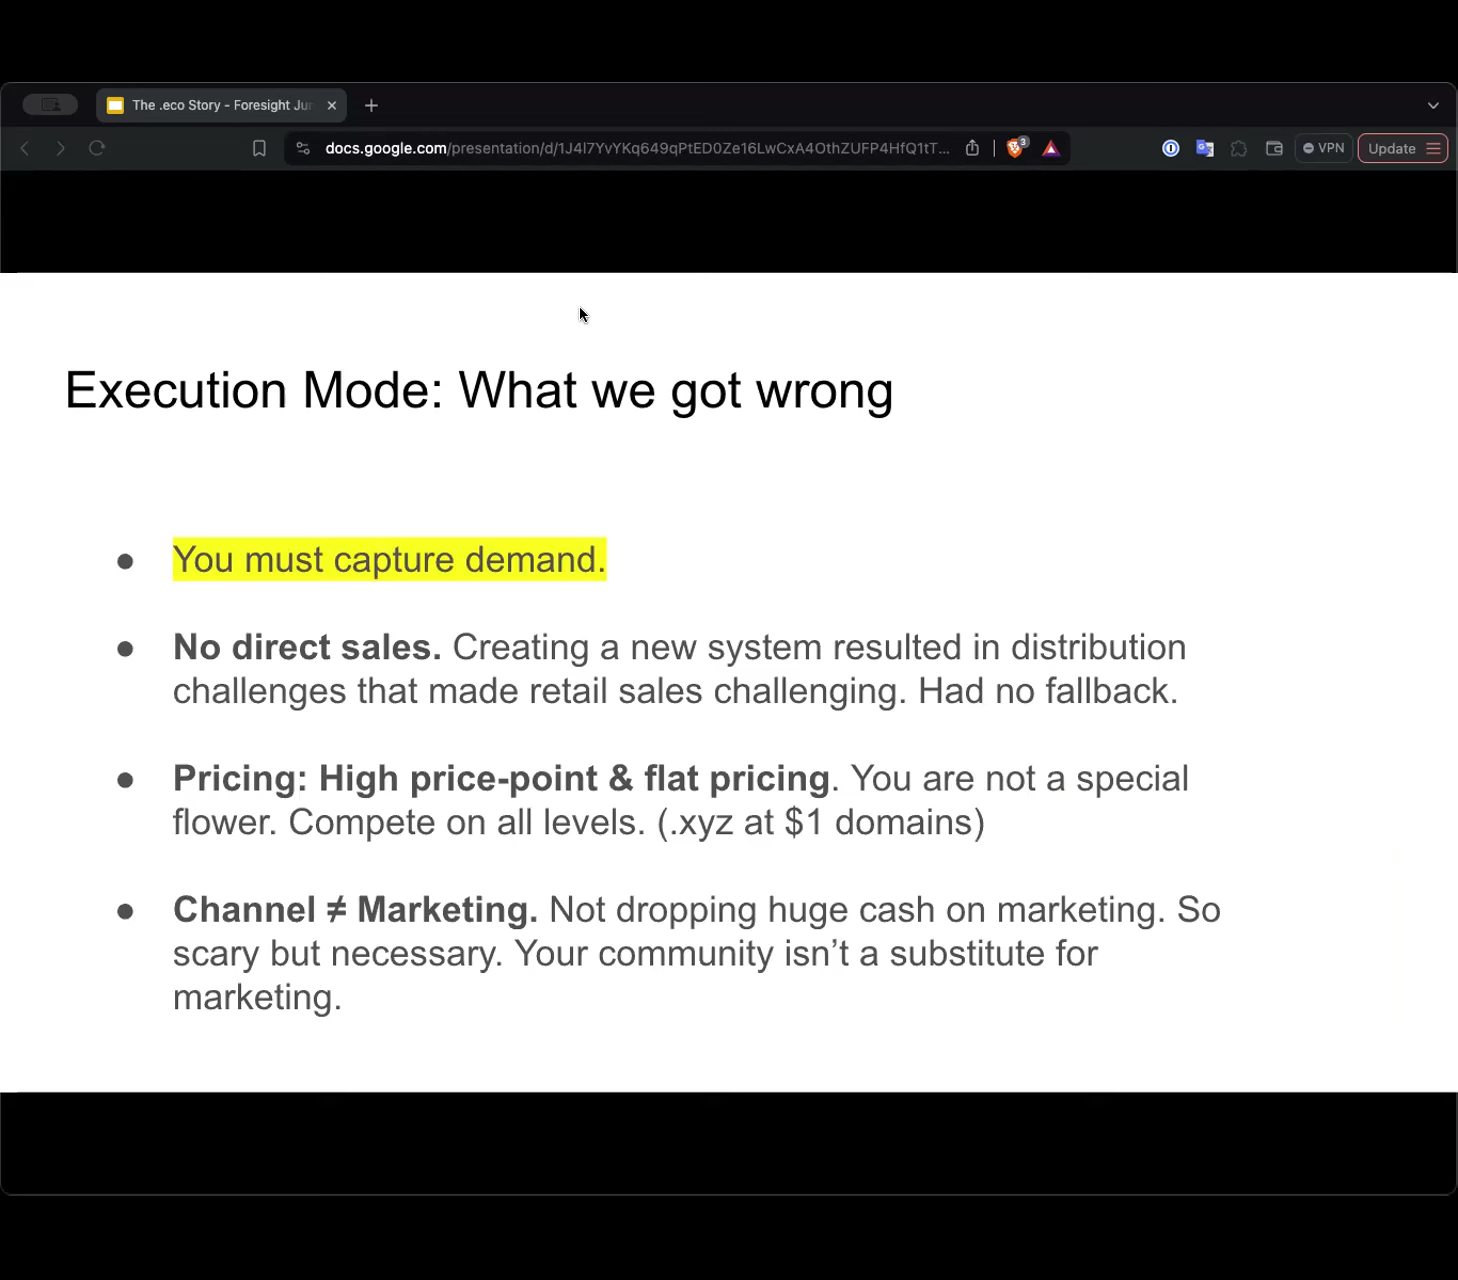 The .eco Story - Foresight Jun
docs.google.com/presentation/d/1J4I7YvYKq649qPtED0Ze16LwCxA4OthZUFP4HfQ1tT...
3
VPN
Update
Execution Mode: What we got wrong
● You must capture demand.
● No direct sales. Creating a new system resulted in distribution
challenges that made retail sales challenging. Had no fallback.
● Pricing: High price-point & flat pricing. You are not a special
flower. Compete on all levels. (.xyz at $1 domains)
● Channel ≠ Marketing. Not dropping huge cash on marketing. So
scary but necessary. Your community isn’t a substitute for
marketing.